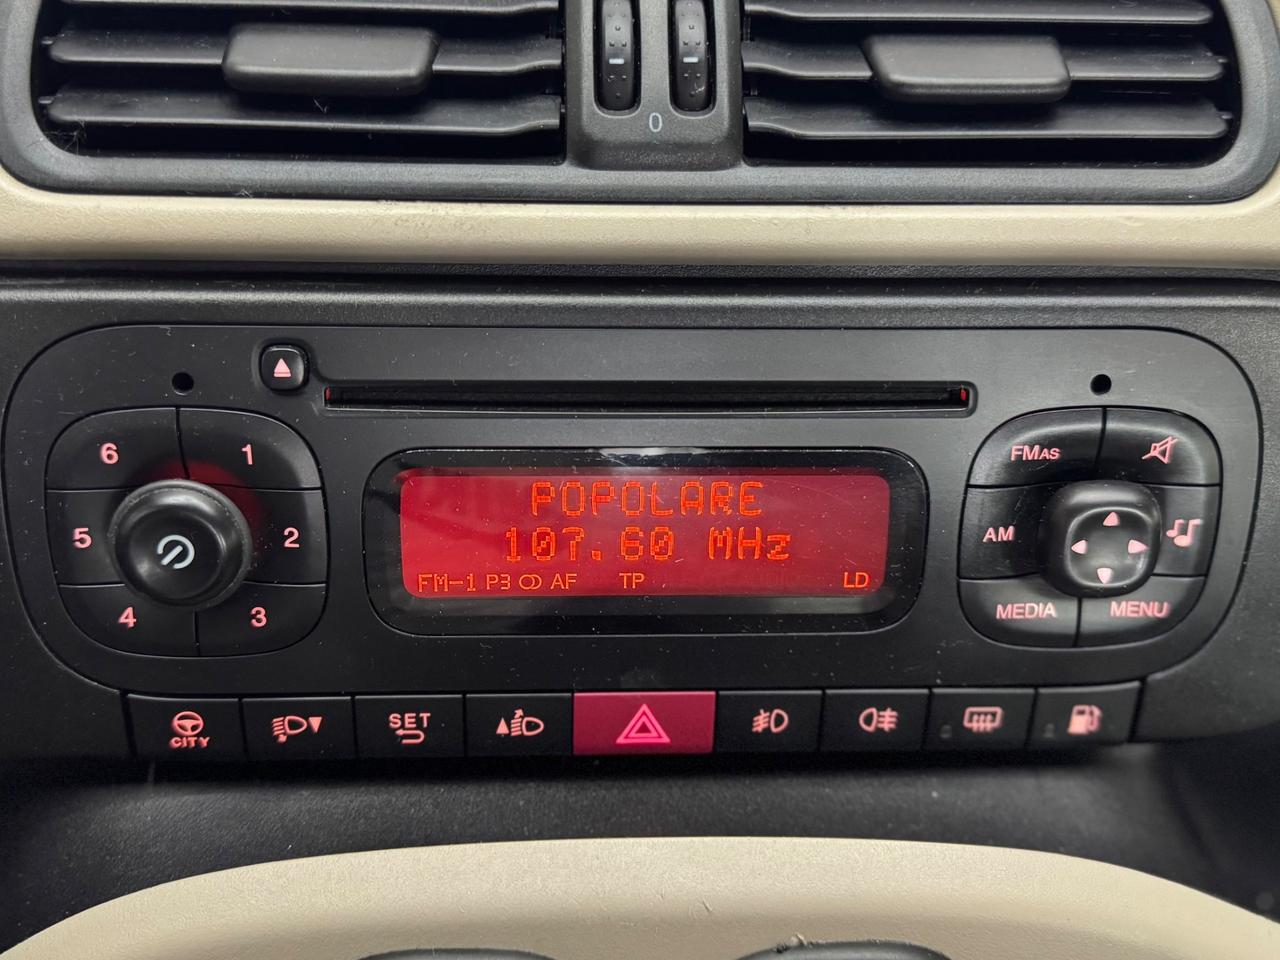 0
6 1
5 2
4 3
POPOLARE
107.60 MHz
FM-1 P3 AF TP LD
FMAS
AM
MEDIA MENU
CITY
SET